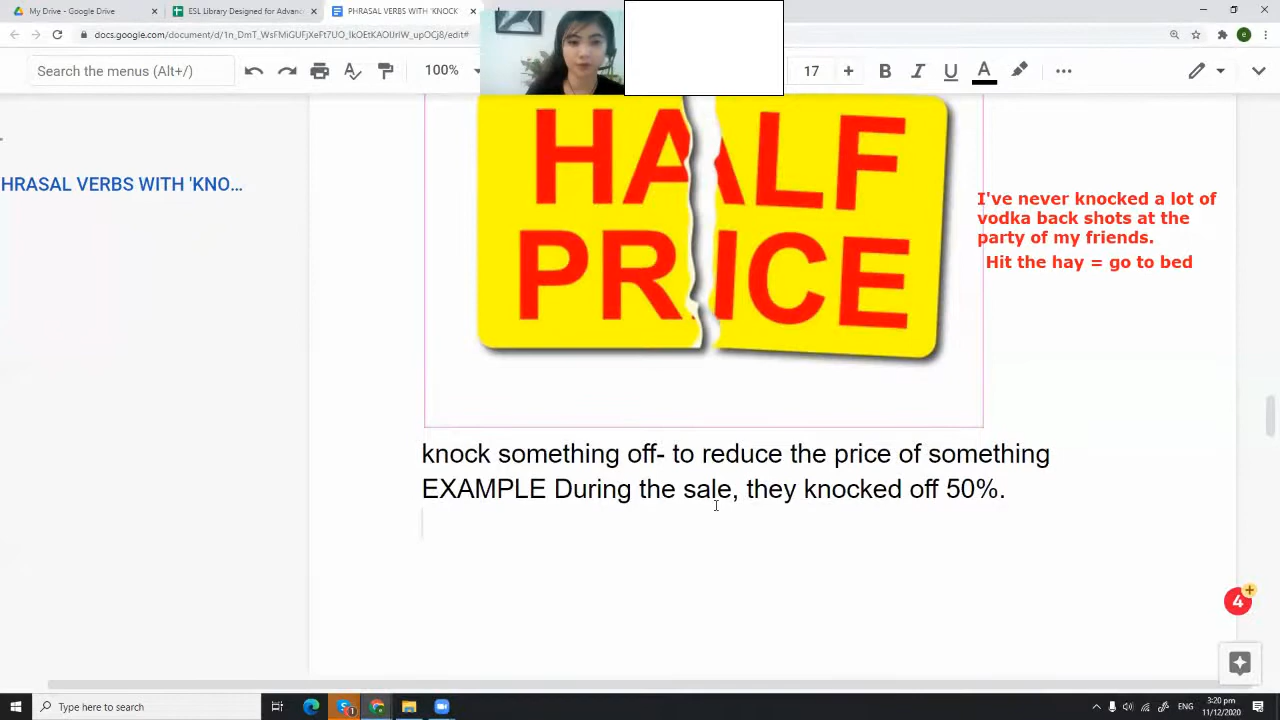 My Drive - Google Drive
ESL Library Designed for Advanc
PHRASAL VERBS WITH 'KNOCK
docs.google.com/document/d/1n_DmT_WsFMiGUFjXeFt7UO_IkOEtKAOUrlW_upOCj8/edit#
e
Search the menus (Alt+/)
100%
17
B I U A
HRASAL VERBS WITH 'KNO...
HALF
PRICE
I've never knocked a lot of
vodka back shots at the
party of my friends.
Hit the hay = go to bed
knock something off- to reduce the price of something
EXAMPLE During the sale, they knocked off 50%.
4
Type here to search
1
ENG
3:20 pm
11/12/2020